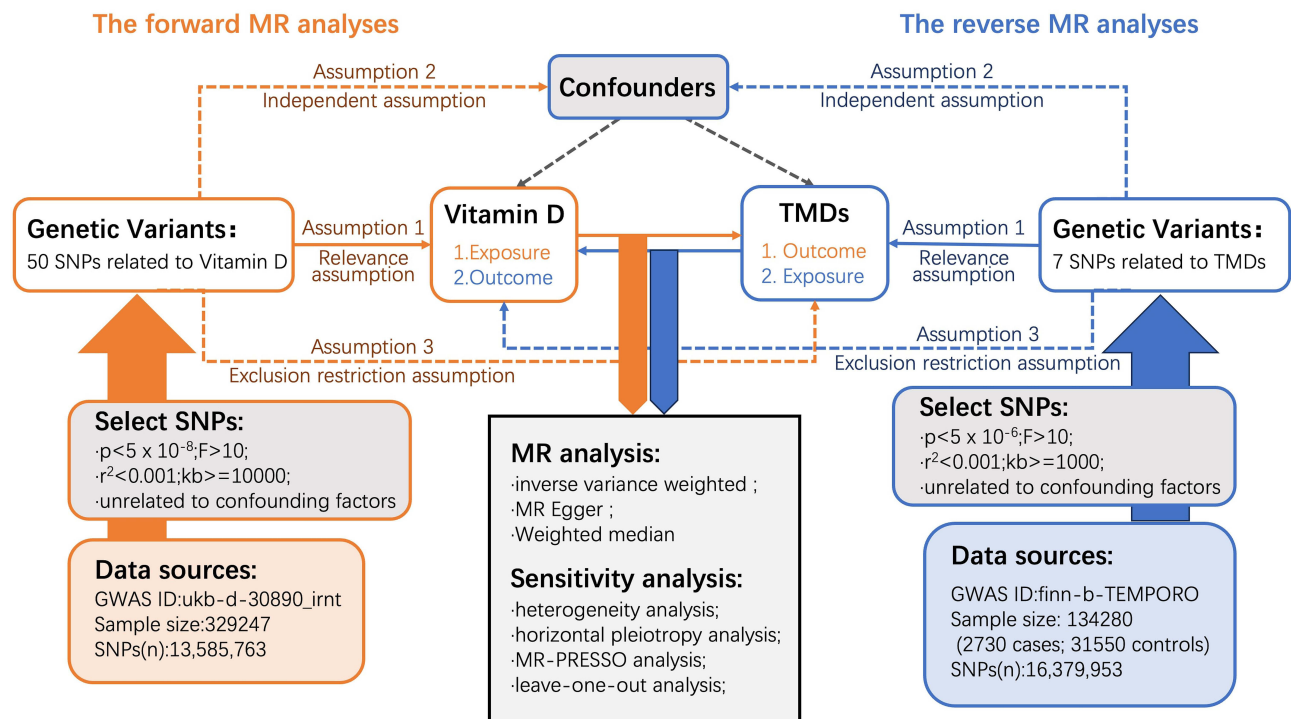 The forward MR analyses
The reverse MR analyses
Assumption 2
Independent assumption
Confounders
Assumption 2
Independent assumption
Genetic Variants：
50 SNPs related to Vitamin D
Assumption 1
Relevance
assumption
Vitamin D
1.Exposure
2.Outcome
TMDs
1. Outcome
2. Exposure
Assumption 1
Relevance
assumption
Genetic Variants：
7 SNPs related to TMDs
Assumption 3
Exclusion restriction assumption
Assumption 3
Exclusion restriction assumption
Select SNPs:
·p<5 x 10⁻⁸;F>10;
·r²<0.001;kb>=10000;
·unrelated to confounding factors
Select SNPs:
·p<5 x 10⁻⁶;F>10;
·r²<0.001;kb>=1000;
·unrelated to confounding factors
MR analysis:
·inverse variance weighted ;
·MR Egger ;
·Weighted median
Sensitivity analysis:
·heterogeneity analysis;
·horizontal pleiotropy analysis;
·MR-PRESSO analysis;
·leave-one-out analysis;
Data sources:
GWAS ID:ukb-d-30890_irnt
Sample size:329247
SNPs(n):13,585,763
Data sources:
GWAS ID:finn-b-TEMPORO
Sample size: 134280
(2730 cases; 31550 controls)
SNPs(n):16,379,953